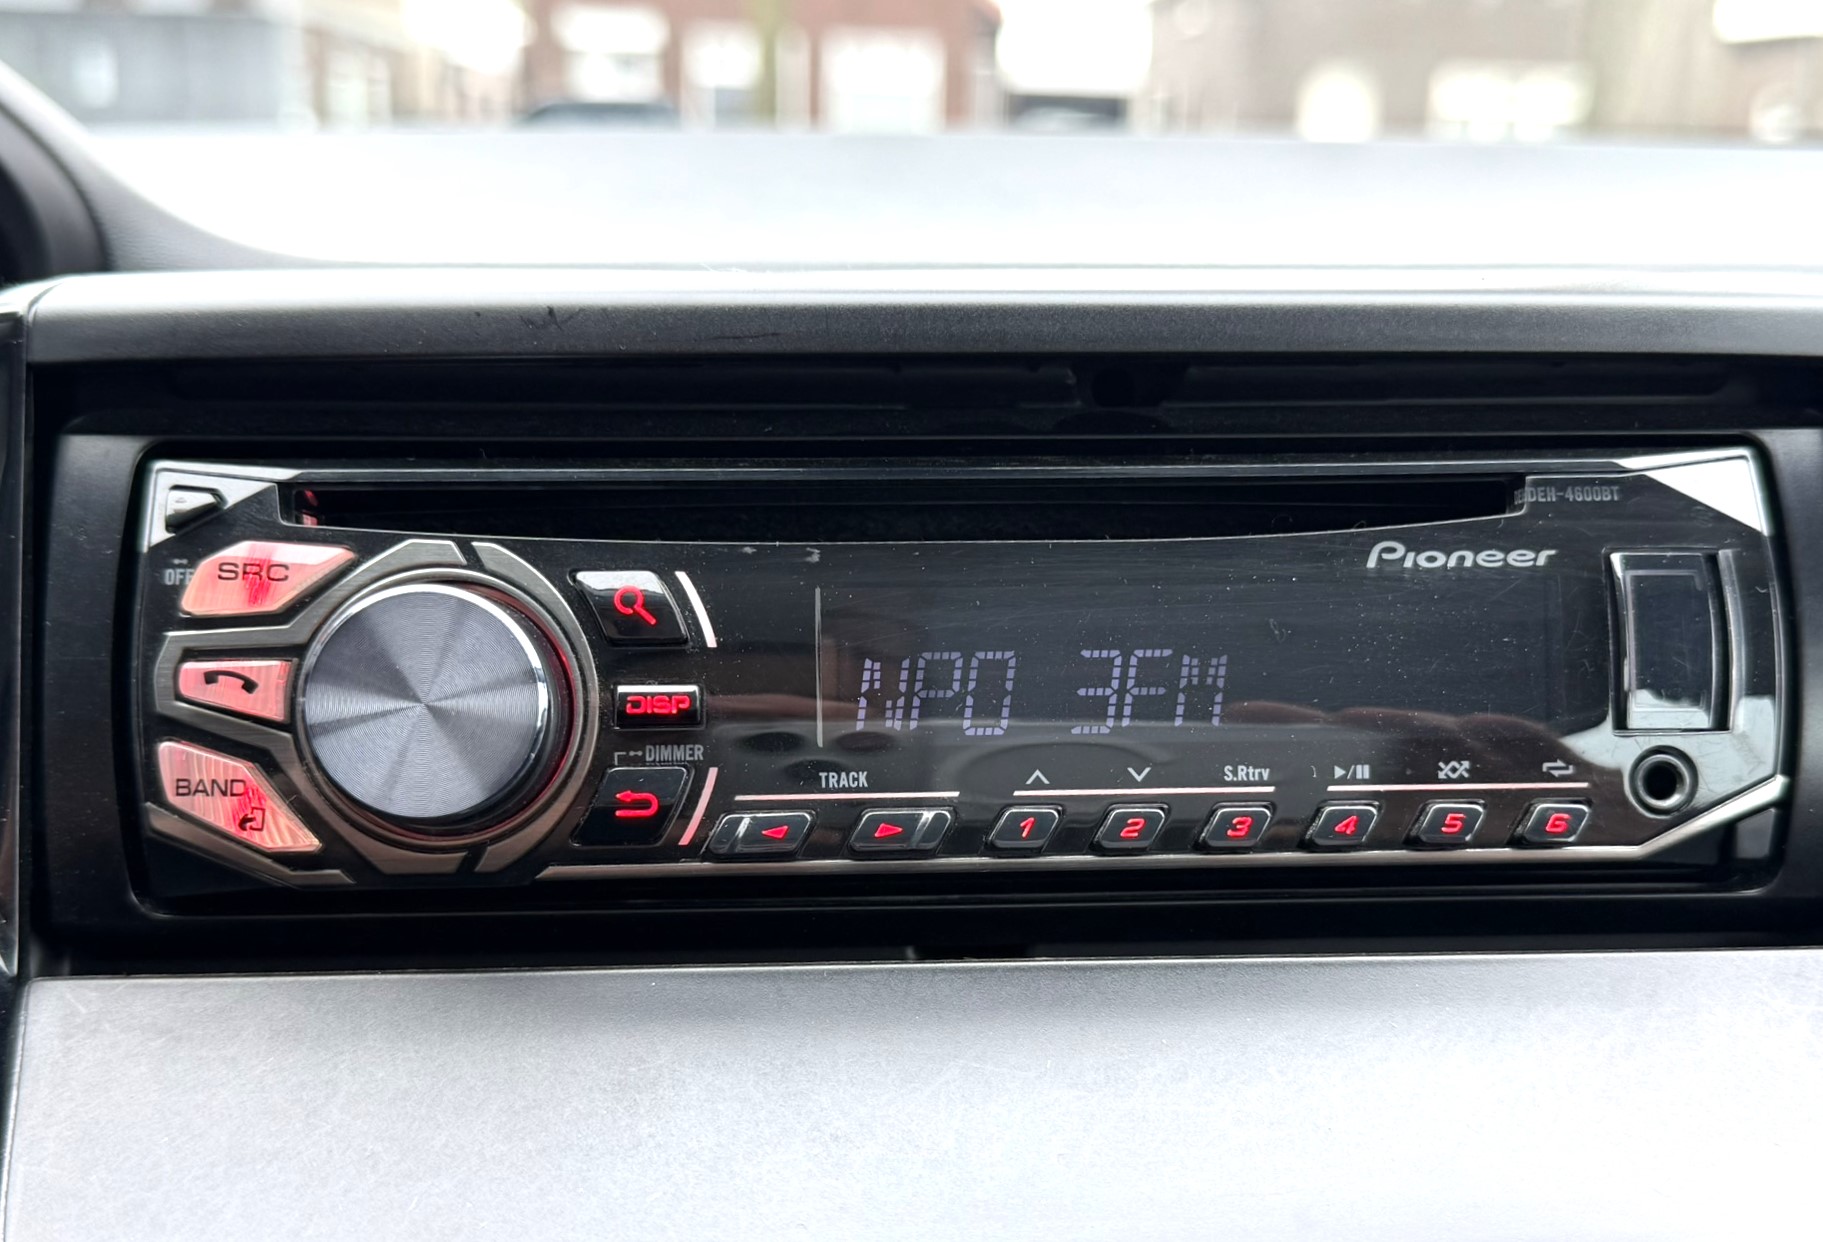 DEH-4600BT
Pioneer
OFF
SRC
DISP
NPO 3FM
DIMMER
BAND
TRACK
S.Rtrv
1 2 3 4 5 6